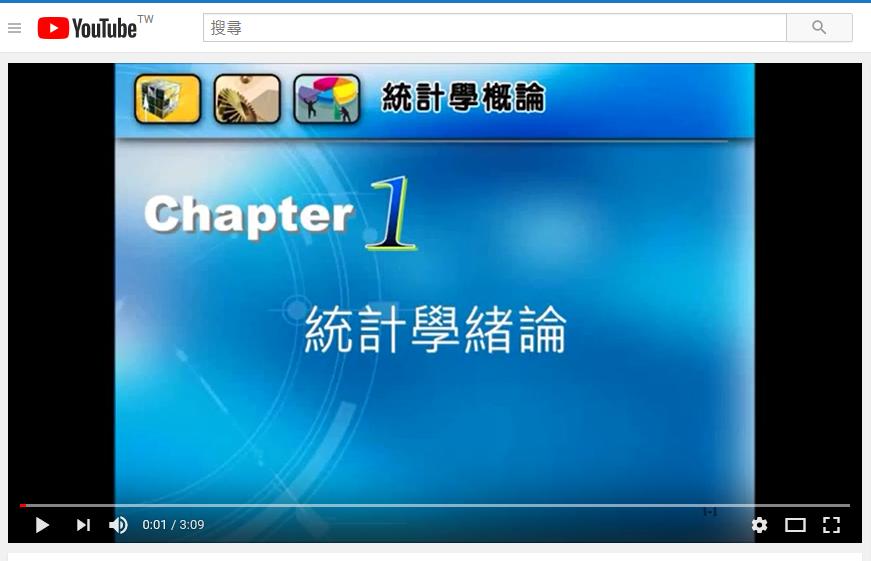 YouTube TW
搜尋
統計學概論
Chapter 1
統計學緒論
1-1
0:01 / 3:09